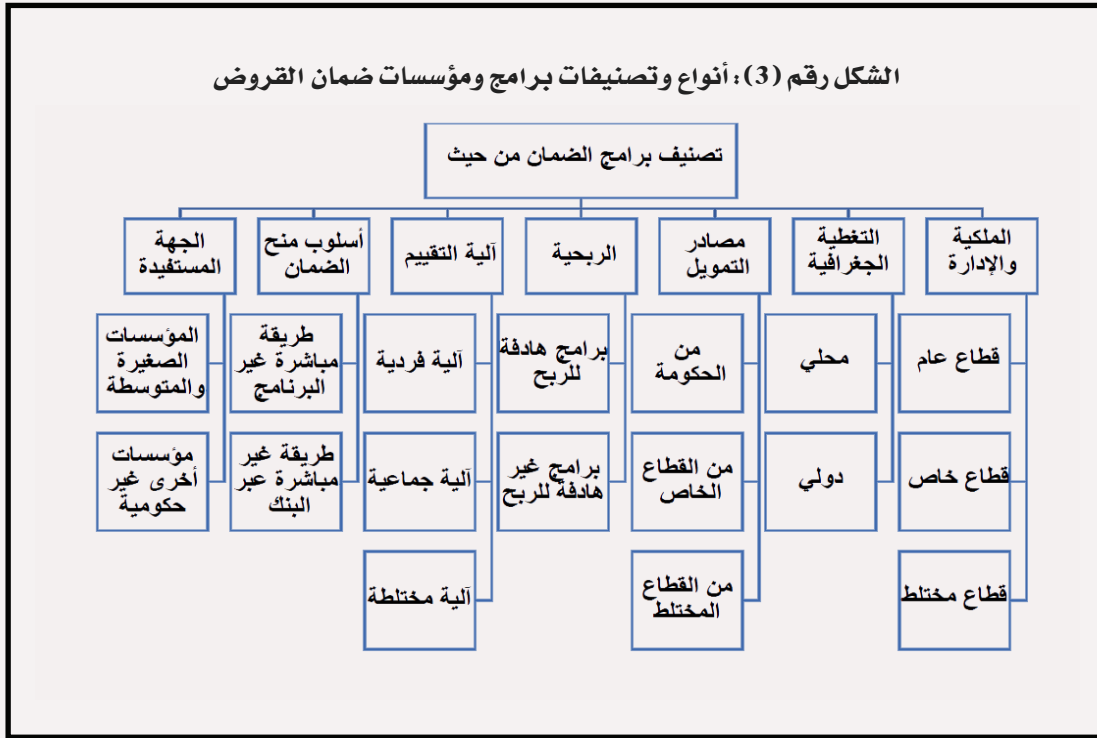 الشكل رقم (3): أنواع وتصنيفات برامج ومؤسسات ضمان القروض
تصنيف برامج الضمان من حيث
الملكية
والإدارة
قطاع عام
قطاع خاص
قطاع مختلط
التغطية
الجغرافية
محلي
دولي
مصادر
التمويل
من
الحكومة
من القطاع
الخاص
من القطاع
المختلط
الربحية
برامج هادفة
للربح
برامج غير
هادفة للربح
آلية التقييم
آلية فردية
آلية جماعية
آلية مختلطة
أسلوب منح
الضمان
طريقة
مباشرة غير
البرنامج
طريقة غير
مباشرة عبر
البنك
الجهة
المستفيدة
المؤسسات
الصغيرة
والمتوسطة
مؤسسات
أخرى غير
حكومية